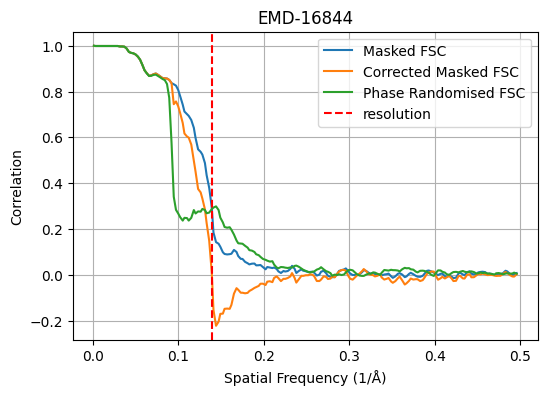 EMD-16844
Masked FSC
Corrected Masked FSC
Phase Randomised FSC
resolution
Correlation
1.0
0.8
0.6
0.4
0.2
0.0
−0.2
0.0 0.1 0.2 0.3 0.4 0.5
Spatial Frequency (1/Å)